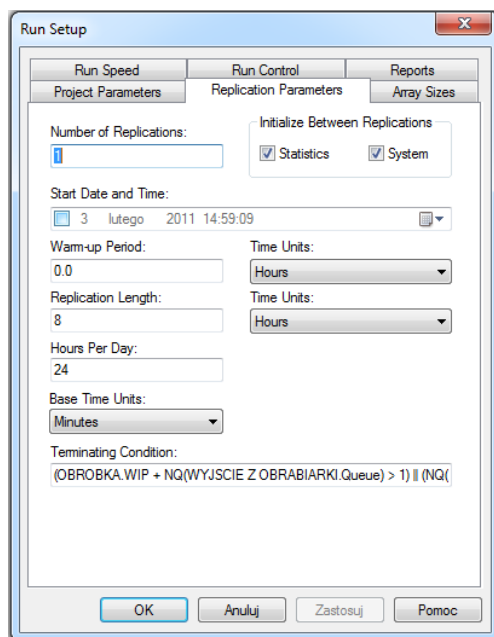 Run Setup
Run Speed Run Control Reports
Project Parameters Replication Parameters Array Sizes
Number of Replications:
1
Initialize Between Replications
Statistics System
Start Date and Time:
3 lutego 2011 14:59:09
Warm-up Period: Time Units:
0.0 Hours
Replication Length: Time Units:
8 Hours
Hours Per Day:
24
Base Time Units:
Minutes
Terminating Condition:
(OBROBKA.WIP + NQ(WYJSCIE Z OBRABIARKI.Queue) > 1) || (NQ(
OK Anuluj Zastosuj Pomoc